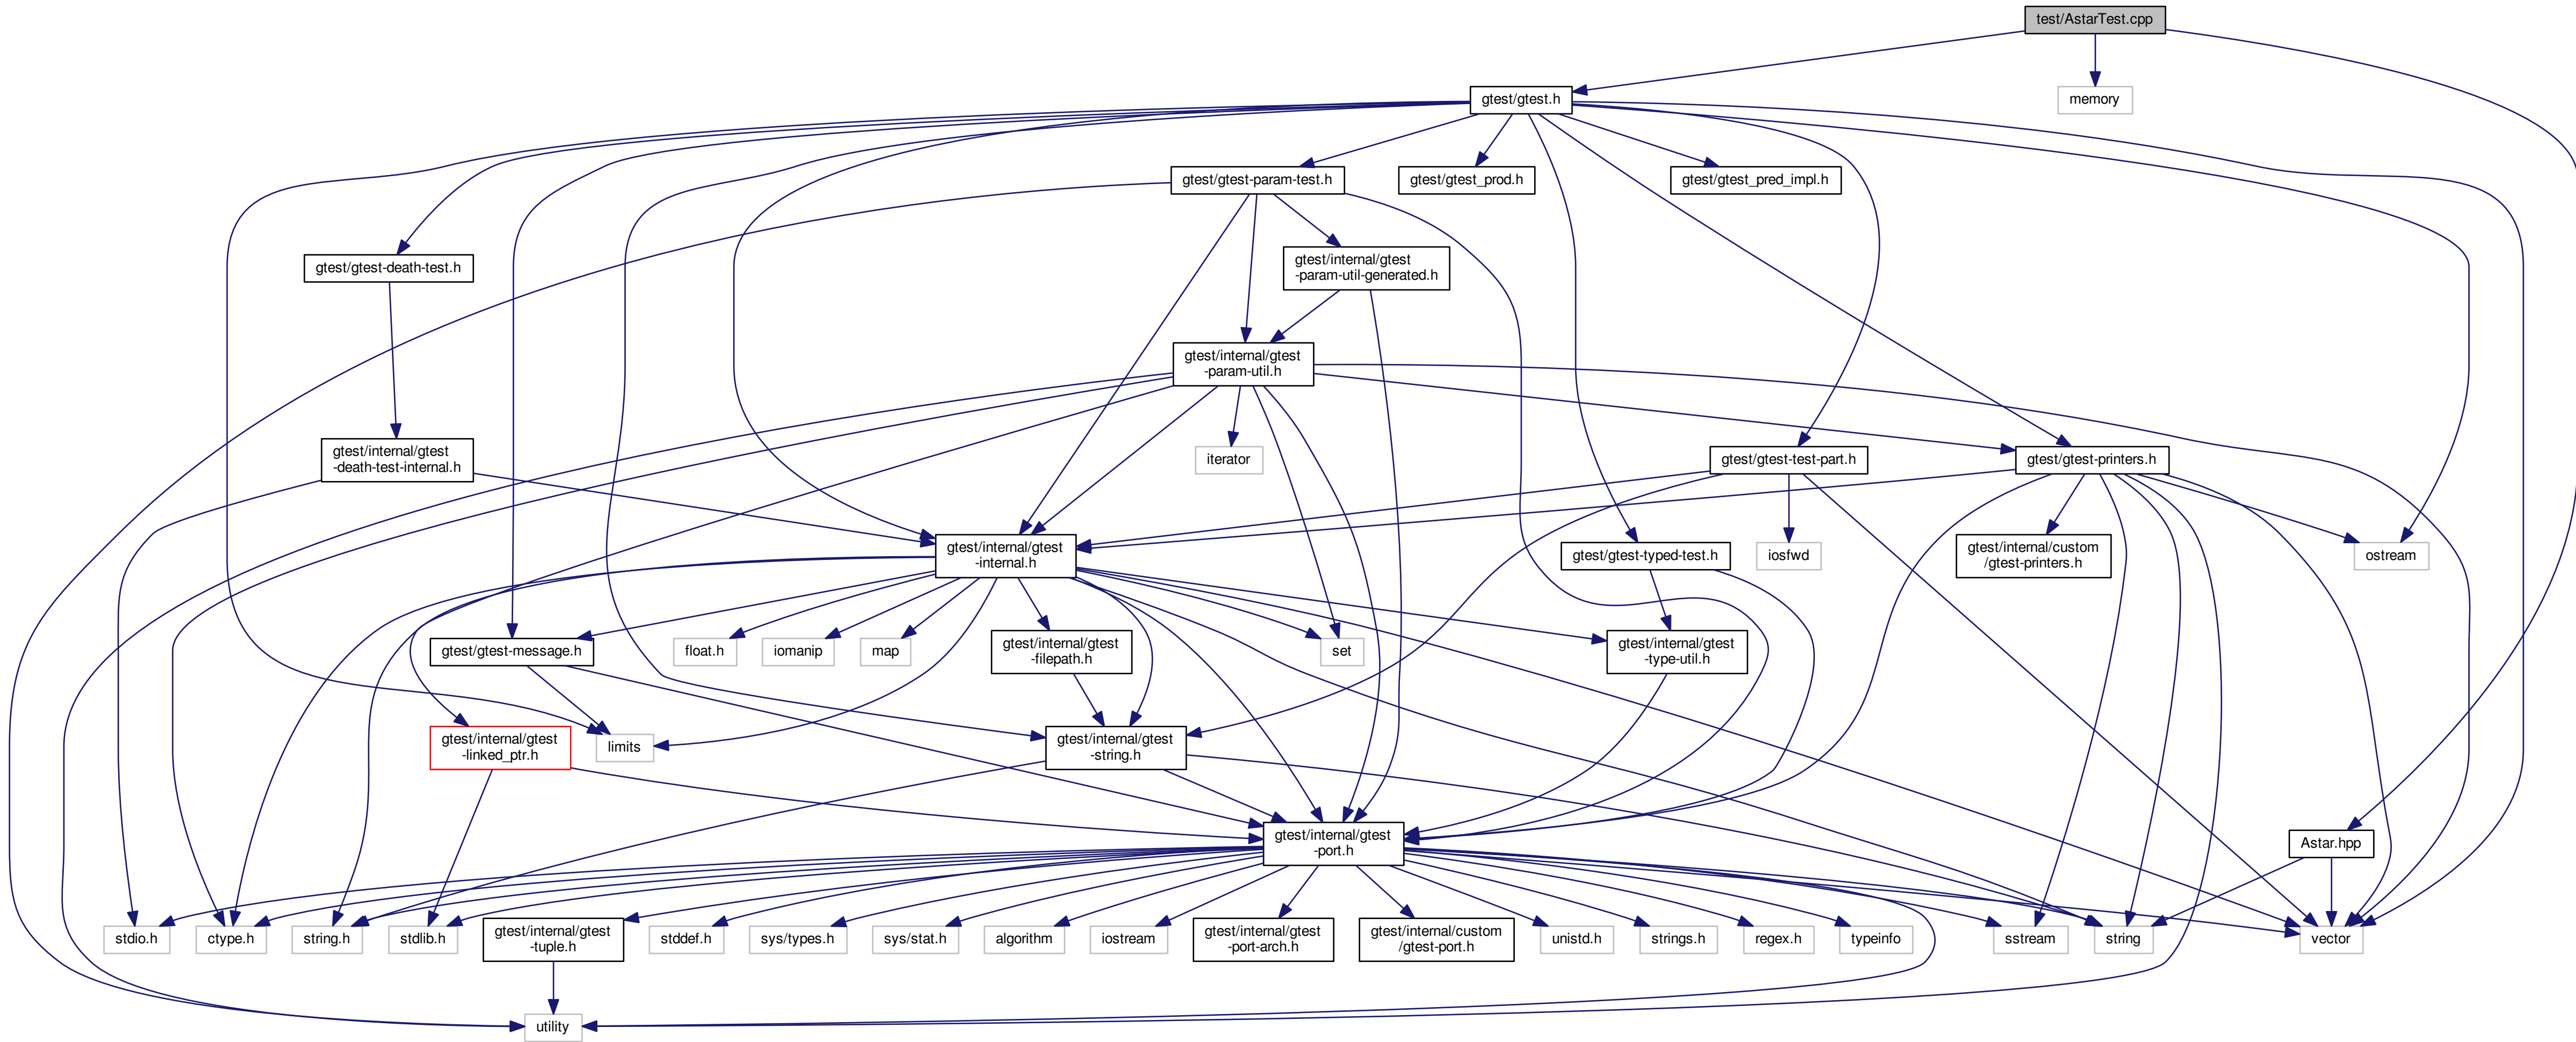 test/AstarTest.cpp
gtest/gtest.h
memory
gtest/gtest-param-test.h
gtest/gtest_prod.h
gtest/gtest_pred_impl.h
gtest/gtest-death-test.h
gtest/internal/gtest
-param-util-generated.h
gtest/internal/gtest
-param-util.h
gtest/internal/gtest
-death-test-internal.h
iterator
gtest/gtest-test-part.h
gtest/gtest-printers.h
gtest/internal/gtest
-internal.h
gtest/gtest-typed-test.h
iosfwd
gtest/internal/custom
/gtest-printers.h
ostream
gtest/gtest-message.h
float.h
iomanip
map
gtest/internal/gtest
-filepath.h
set
gtest/internal/gtest
-type-util.h
gtest/internal/gtest
-linked_ptr.h
limits
gtest/internal/gtest
-string.h
gtest/internal/gtest
-port.h
Astar.hpp
stdio.h
ctype.h
string.h
stdlib.h
gtest/internal/gtest
-tuple.h
stddef.h
sys/types.h
sys/stat.h
algorithm
iostream
gtest/internal/gtest
-port-arch.h
gtest/internal/custom
/gtest-port.h
unistd.h
strings.h
regex.h
typeinfo
sstream
string
vector
utility